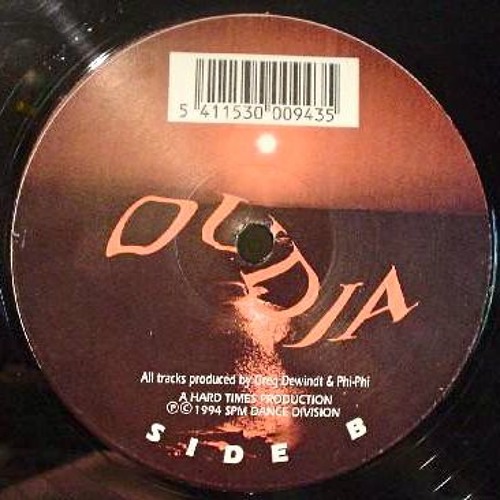 5 411530 009435
OUDJA
All tracks produced by Greg Dewindt & Phi-Phi
A HARD TIMES PRODUCTION
Ⓟ © 1994 SPM DANCE DIVISION
SIDE B